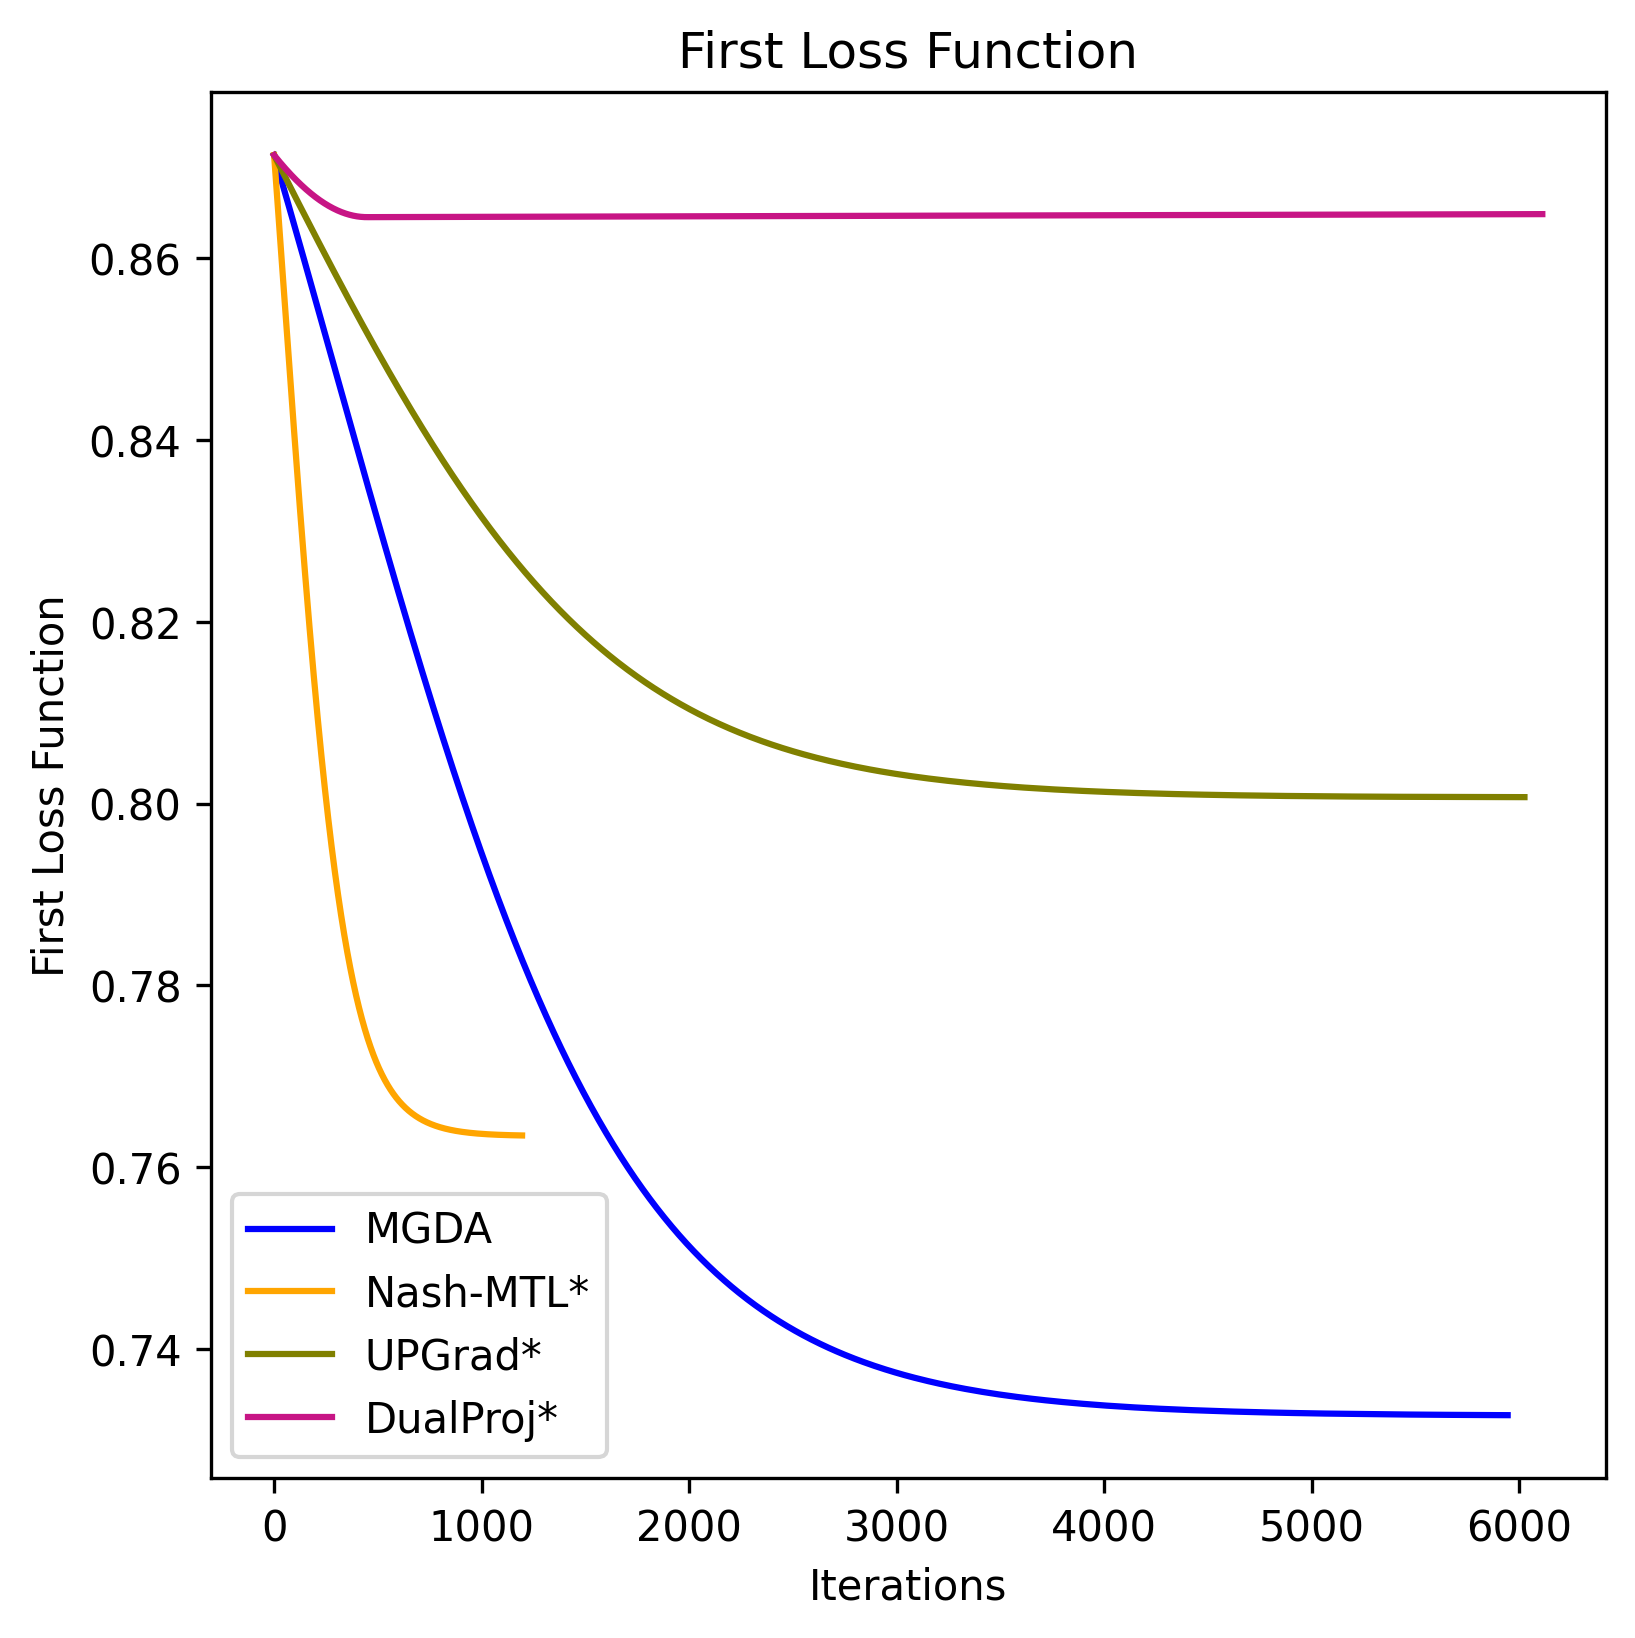 First Loss Function
First Loss Function
0.86
0.84
0.82
0.80
0.78
0.76
0.74
MGDA
Nash-MTL*
UPGrad*
DualProj*
0 1000 2000 3000 4000 5000 6000
Iterations